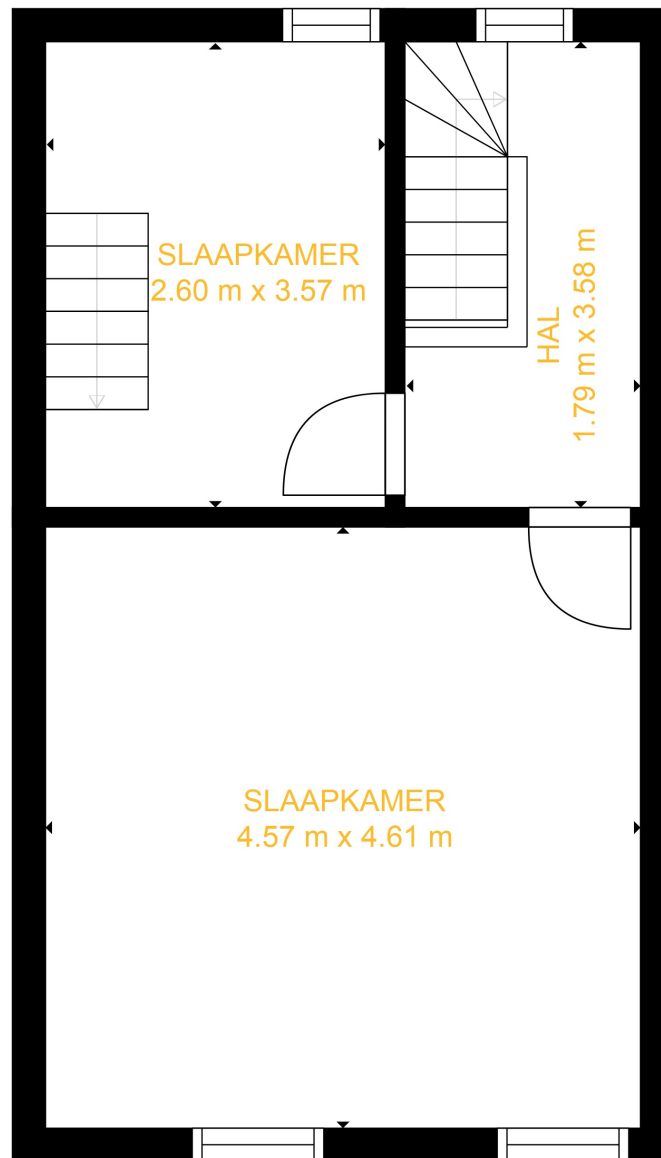 SLAAPKAMER
2.60 m x 3.57 m
HAL
1.79 m x 3.58 m
SLAAPKAMER
4.57 m x 4.61 m